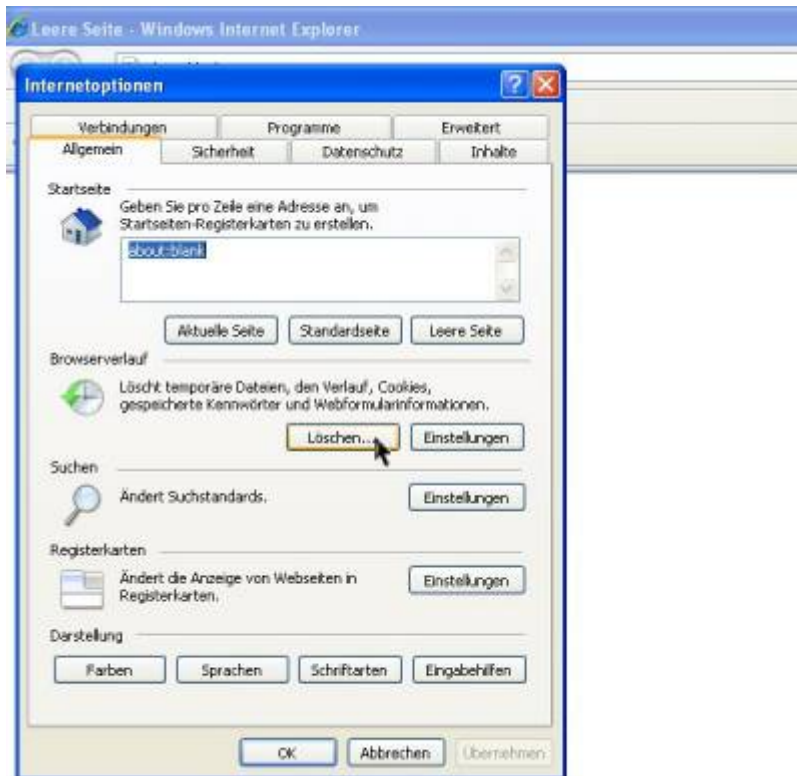 Leere Seite - Windows Internet Explorer
Internetoptionen
Verbindungen Programme Erweitert
Allgemein Sicherheit Datenschutz Inhalte
Startseite
Geben Sie pro Zeile eine Adresse an, um
Startseiten-Registerkarten zu erstellen.
about:blank
Aktuelle Seite Standardseite Leere Seite
Browserverlauf
Löscht temporäre Dateien, den Verlauf, Cookies,
gespeicherte Kennwörter und Webformularinformationen.
Löschen... Einstellungen
Suchen
Ändert Suchstandards. Einstellungen
Registerkarten
Ändert die Anzeige von Webseiten in
Registerkarten. Einstellungen
Darstellung
Farben Sprachen Schriftarten Eingabehilfen
OK Abbrechen Übernehmen